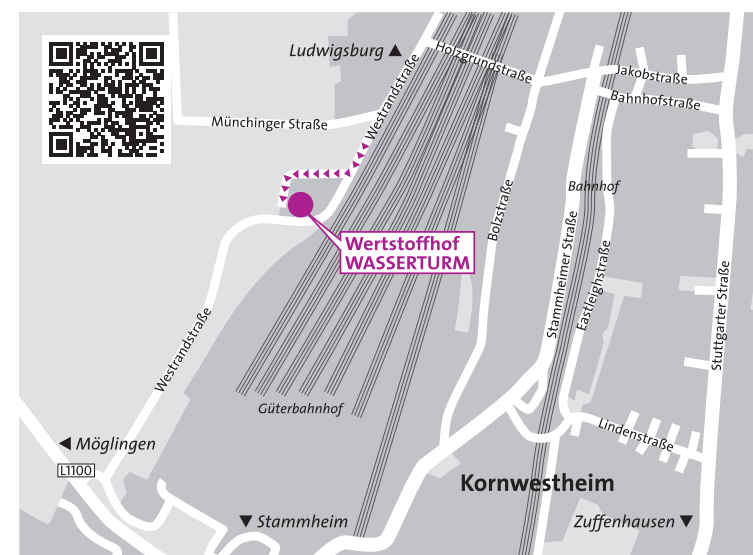 Ludwigsburg ▲
Holzgrundstraße
Jakobstraße
Bahnhofstraße
Westrandstraße
Münchinger Straße
Bahnhof
Wertstoffhof
WASSERTURM
Bolzstraße
Stammheimer Straße
Eastleighstraße
Stuttgarter Straße
Westrandstraße
Güterbahnhof
Lindenstraße
◀ Möglingen
L1100
Kornwestheim
▼ Stammheim
Zuffenhausen ▼